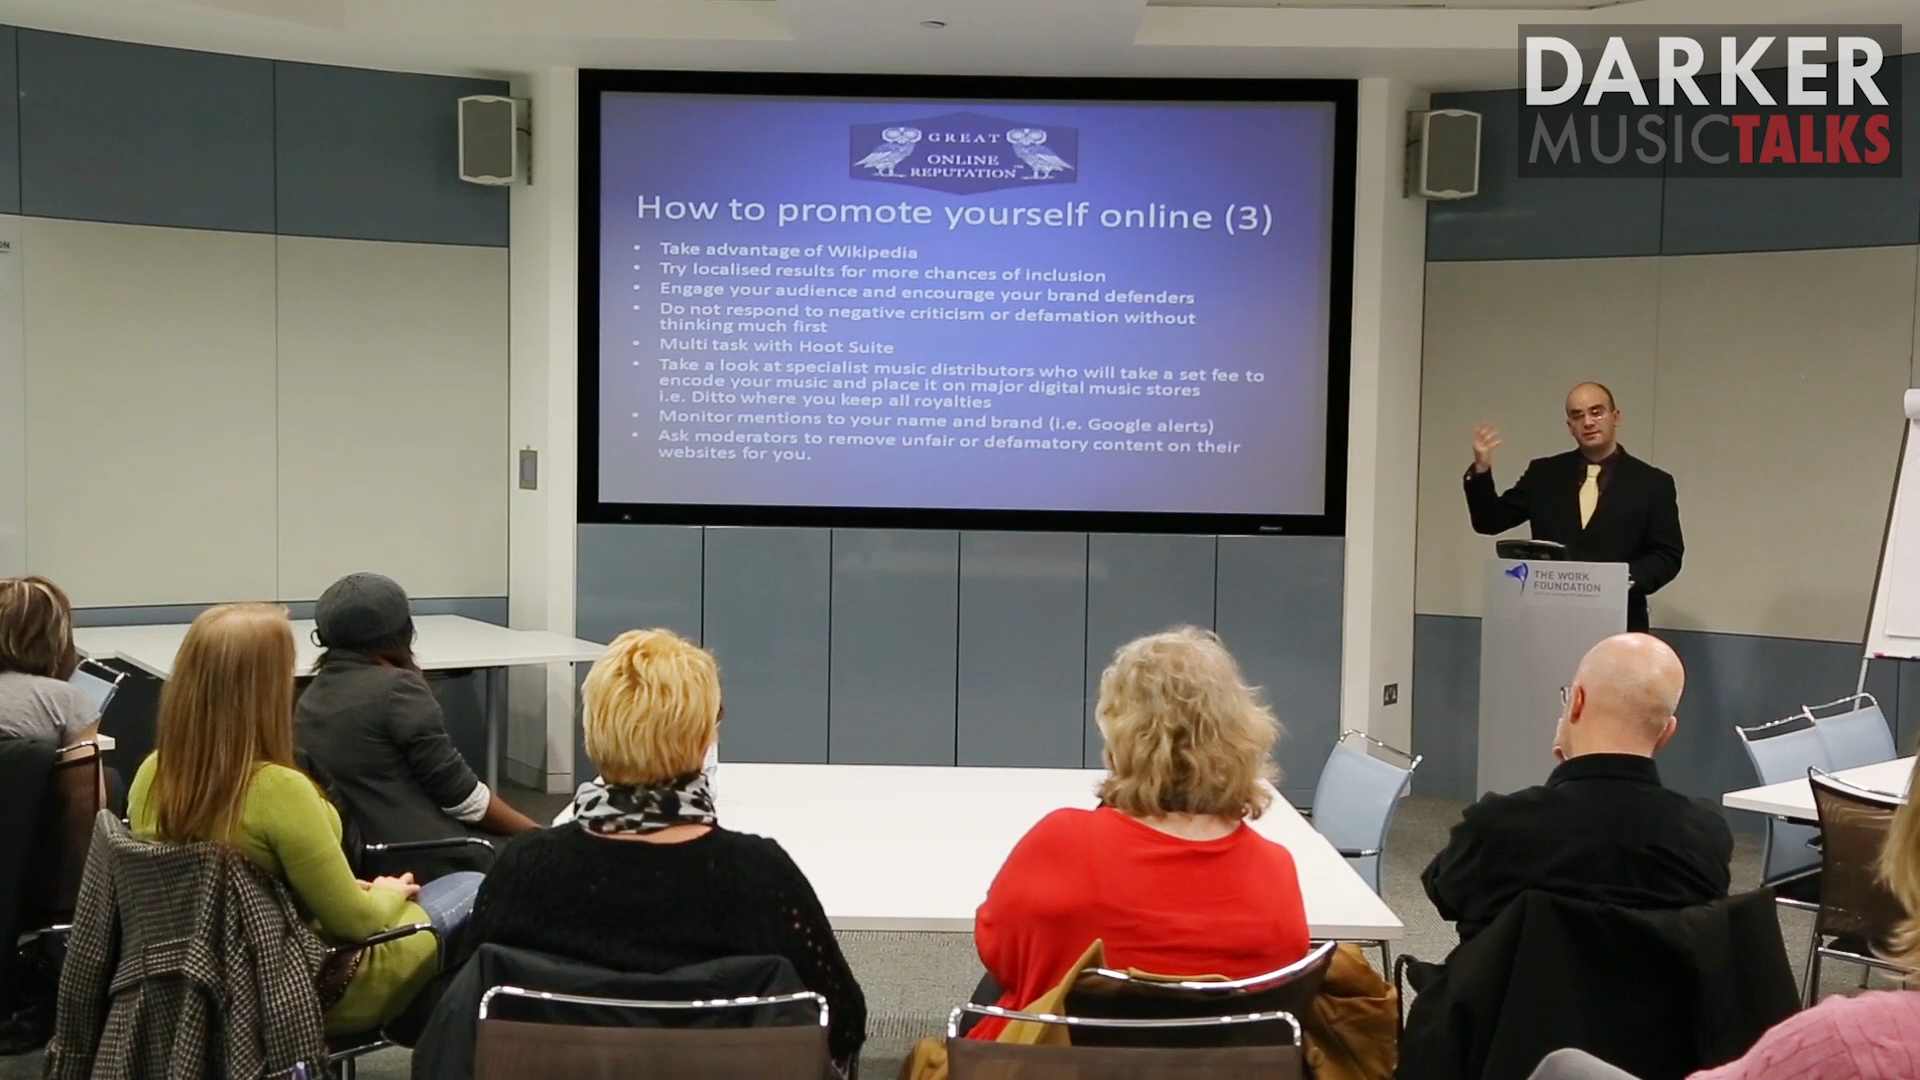 DARKER
MUSICTALKS
GREAT
ONLINE
REPUTATION™
How to promote yourself online (3)
• Take advantage of Wikipedia
• Try localised results for more chances of inclusion
• Engage your audience and encourage your brand defenders
• Do not respond to negative criticism or defamation without
thinking much first
• Multi task with Hoot Suite
• Take a look at specialist music distributors who will take a set fee to
encode your music and place it on major digital music stores
i.e. Ditto where you keep all royalties
• Monitor mentions to your name and brand (i.e. Google alerts)
• Ask moderators to remove unfair or defamatory content on their
websites for you.
THE WORK
FOUNDATION